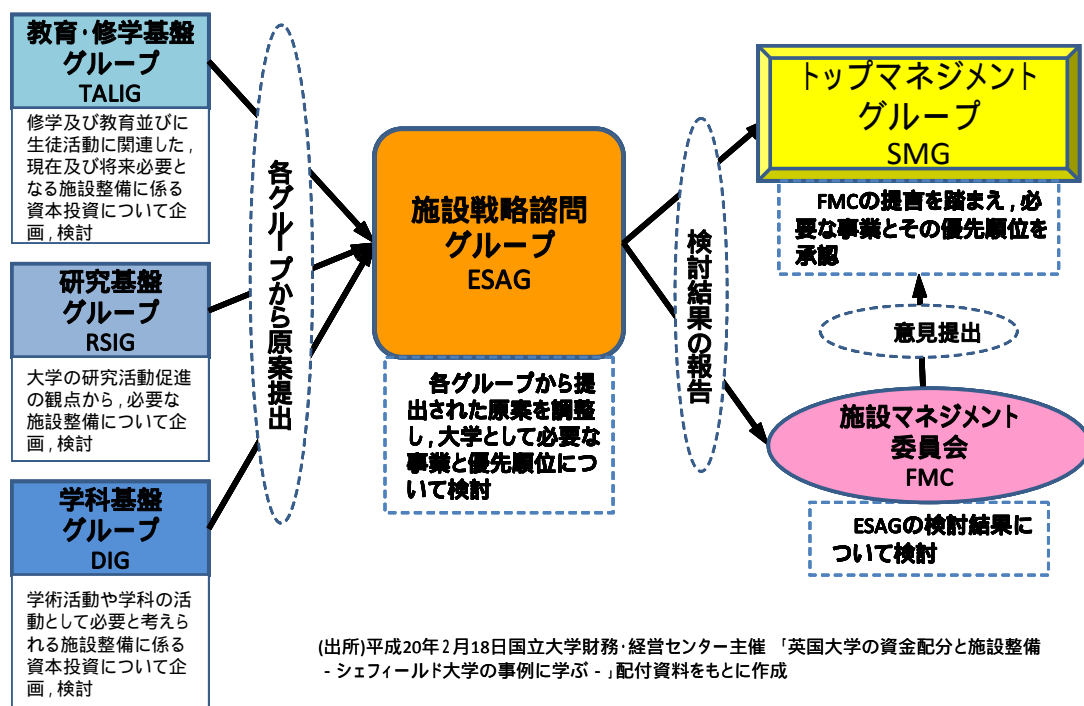 教育･修学基盤
グループ
TALIG
修学及び教育並びに
生徒活動に関連した,
現在及び将来必要と
なる施設整備に係る
資本投資について企
画,検討
研究基盤
グループ
RSIG
大学の研究活動促進
の観点から,必要な
施設整備について企
画,検討
学科基盤
グループ
DIG
学術活動や学科の活
動として必要と考えら
れる施設整備に係る
資本投資について企
画,検討
各グループから原案提出
施設戦略諮問
グループ
ESAG
各グループから提
出された原案を調整
し,大学として必要な
事業と優先順位につ
いて検討
検討結果の報告
トップマネジメント
グループ
SMG
FMCの提言を踏まえ,必
要な事業とその優先順位を
承認
意見提出
施設マネジメント
委員会
FMC
ESAGの検討結果に
ついて検討
(出所)平成20年2月18日国立大学財務･経営センター主催 「英国大学の資金配分と施設整備
- シェフィールド大学の事例に学ぶ - 」配付資料をもとに作成